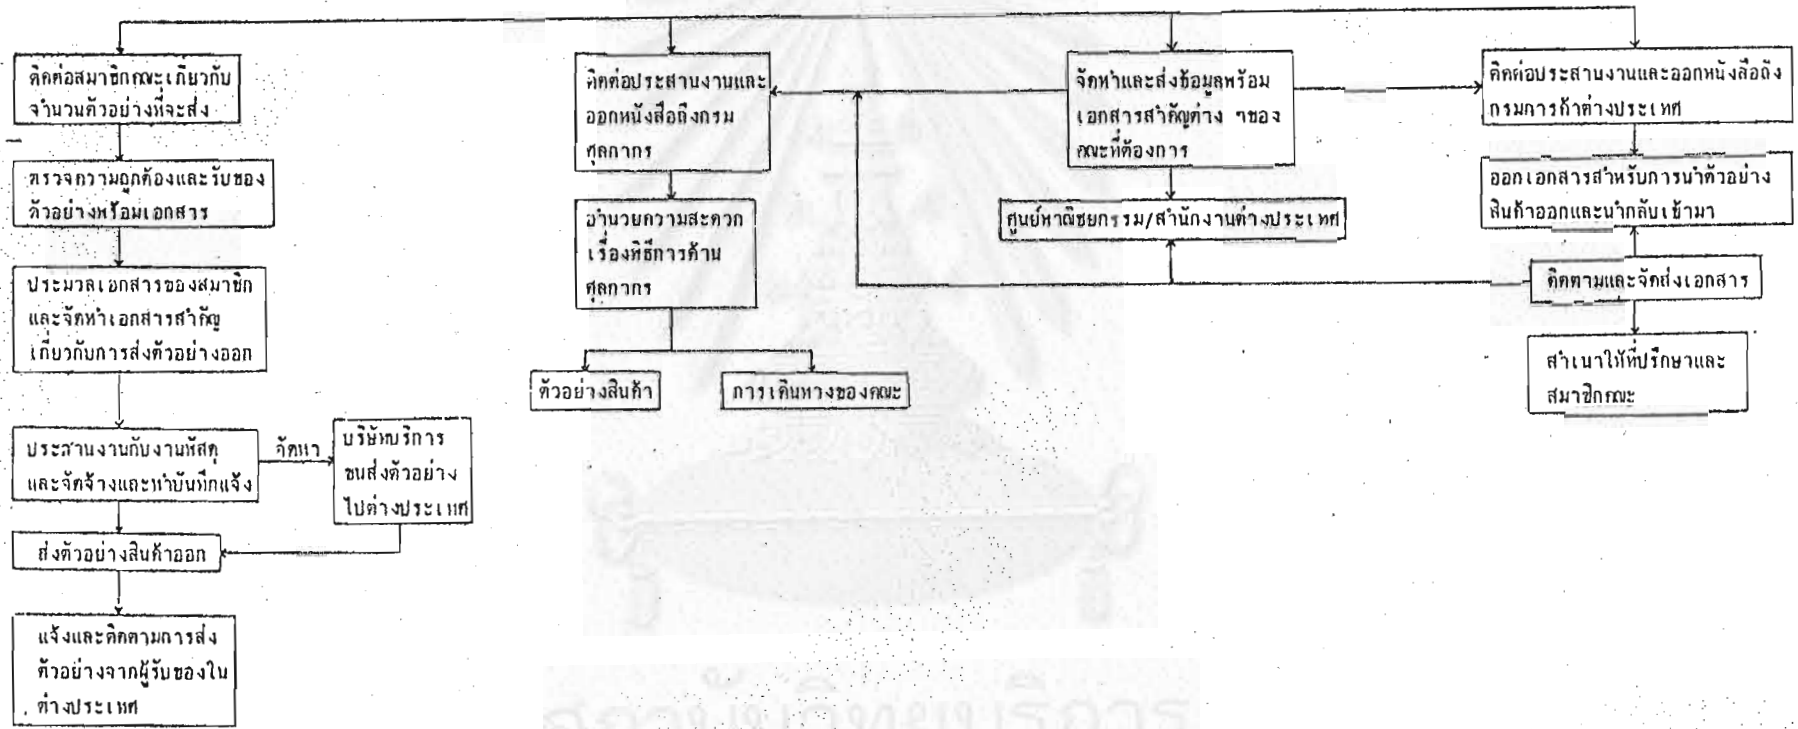 ติดต่อสมาชิกคณะเกี่ยวกับ
จำนวนตัวอย่างที่จะส่ง
ตรวจความถูกต้องและรับของ
ตัวอย่างพร้อมเอกสาร
ประมวลเอกสารของสมาชิก
และจัดทำเอกสารสำคัญ
เกี่ยวกับการส่งตัวอย่างออก
ประสานงานกับงานพัสดุ
และจัดจ้างและทำบันทึกแจ้ง
จัดหา
บริษัทบริการ
ขนส่งตัวอย่าง
ไปต่างประเทศ
ส่งตัวอย่างสินค้าออก
แจ้งและติดตามการส่ง
ตัวอย่างจากผู้รับของใน
ต่างประเทศ
ติดต่อประสานงานและ
ออกหนังสือถึงกรม
ศุลกากร
อำนวยความสะดวก
เรื่องพิธีการด้าน
ศุลกากร
ตัวอย่างสินค้า
การเดินทางของคณะ
จัดทำและส่งข้อมูลพร้อม
เอกสารสำคัญต่าง ๆของ
คณะที่ต้องการ
ศูนย์พาณิชยกรรม/สำนักงานต่างประเทศ
ติดต่อประสานงานและออกหนังสือถึง
กรมการค้าต่างประเทศ
ออกเอกสารสำหรับการนำตัวอย่าง
สินค้าออกและนำกลับเข้ามา
ติดตามและจัดส่งเอกสาร
สำเนาให้ที่ปรึกษาและ
สมาชิกคณะ
สถาบันวิทยบริการ